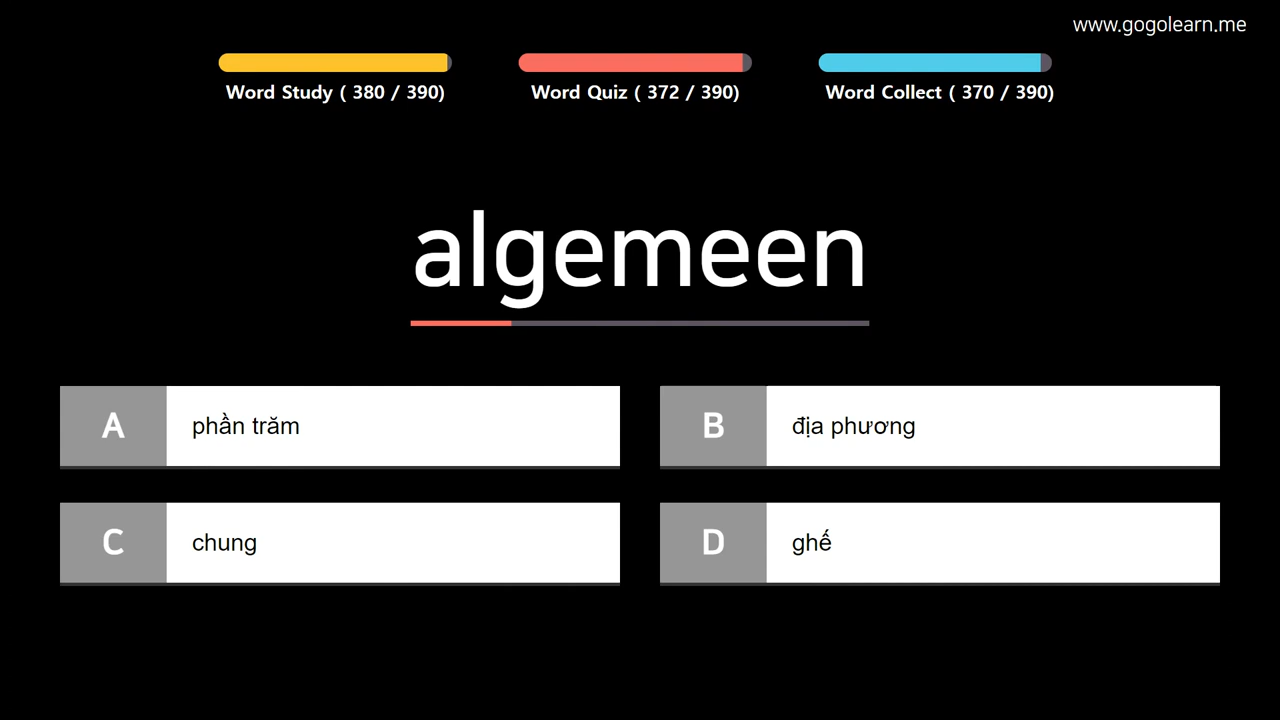 www.gogolearn.me
Word Study ( 380 / 390)
Word Quiz ( 372 / 390)
Word Collect ( 370 / 390)
algemeen
A
phần trăm
B
địa phương
C
chung
D
ghế